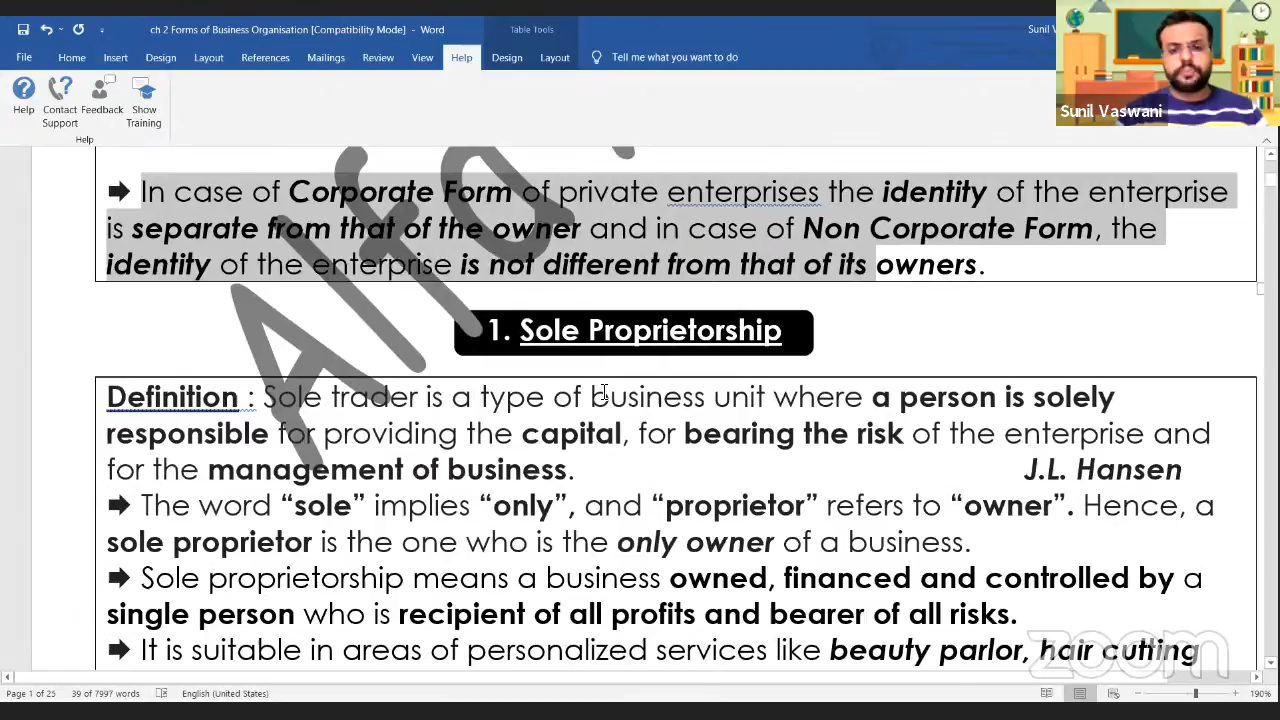 ch 2 Forms of Business Organisation [Compatibility Mode] - Word
Table Tools
Sunil V
File Home Insert Design Layout References Mailings Review View Help Design Layout Tell me what you want to do
Help Contact Support Feedback Show Training
Help
Sunil Vaswani
➡ In case of Corporate Form of private enterprises the identity of the enterprise
is separate from that of the owner and in case of Non Corporate Form, the
identity of the enterprise is not different from that of its owners.
1. Sole Proprietorship
Definition : Sole trader is a type of business unit where a person is solely
responsible for providing the capital, for bearing the risk of the enterprise and
for the management of business. J.L. Hansen
➡ The word “sole” implies “only”, and “proprietor” refers to “owner”. Hence, a
sole proprietor is the one who is the only owner of a business.
➡ Sole proprietorship means a business owned, financed and controlled by a
single person who is recipient of all profits and bearer of all risks.
➡ It is suitable in areas of personalized services like beauty parlor, hair cutting
Alfa
zoom
Page 1 of 25 39 of 7997 words English (United States) 190%